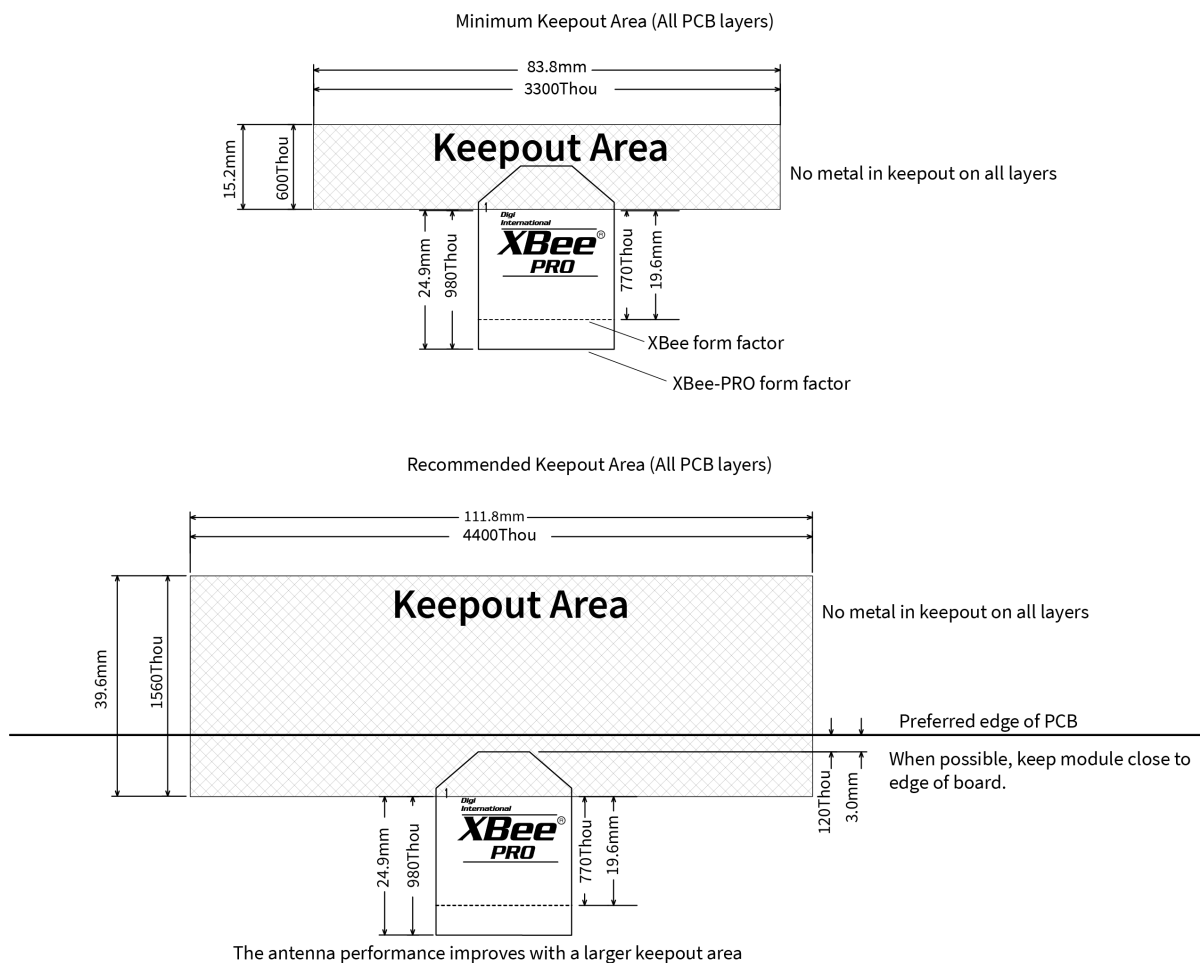 Minimum Keepout Area (All PCB layers)
83.8mm
3300Thou
Keepout Area
15.2mm
600Thou
No metal in keepout on all layers
1
Digi
International
XBee®
PRO
24.9mm
980Thou
770Thou
19.6mm
XBee form factor
XBee-PRO form factor
Recommended Keepout Area (All PCB layers)
111.8mm
4400Thou
Keepout Area
No metal in keepout on all layers
39.6mm
1560Thou
Preferred edge of PCB
When possible, keep module close to
edge of board.
120Thou
3.0mm
1
Digi
International
XBee®
PRO
24.9mm
980Thou
770Thou
19.6mm
The antenna performance improves with a larger keepout area